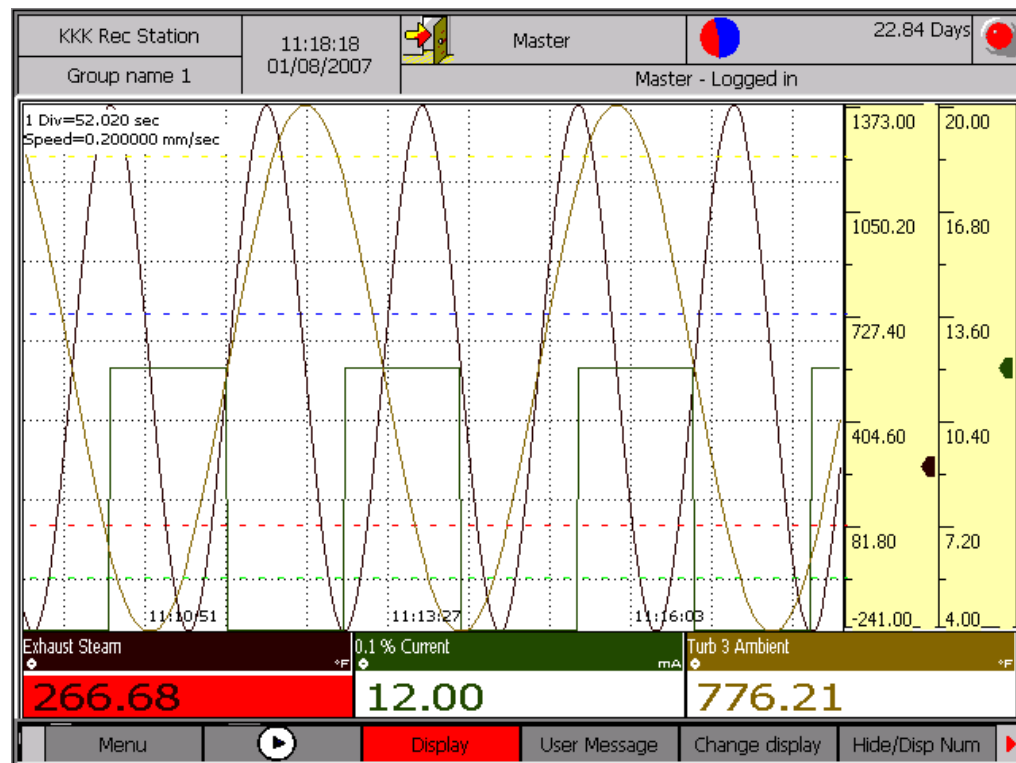 KKK Rec Station
Group name 1
11:18:18
01/08/2007
Master
22.84 Days
Master - Logged in
1 Div=52.020 sec
Speed=0.200000 mm/sec
1373.00 20.00
1050.20 16.80
727.40 13.60
404.60 10.40
81.80 7.20
-241.00 4.00
11:10:51 11:13:27 11:16:03
Exhaust Steam
°F
266.68
0.1 % Current
mA
12.00
Turb 3 Ambient
°F
776.21
Menu
Display
User Message
Change display
Hide/Disp Num